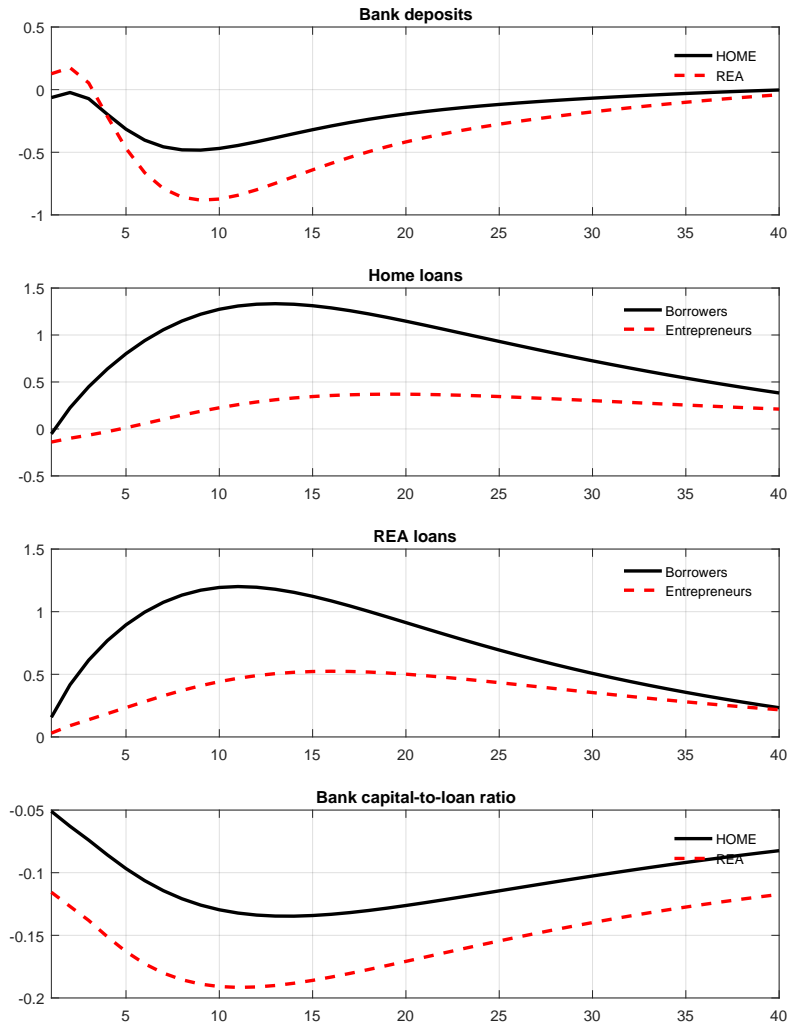 Bank deposits
0.5
HOME
REA
0
-0.5
-1
5 10 15 20 25 30 35 40
Home loans
1.5
Borrowers
Entrepreneurs
1
0.5
0
-0.5
5 10 15 20 25 30 35 40
REA loans
1.5
Borrowers
Entrepreneurs
1
0.5
0
5 10 15 20 25 30 35 40
Bank capital-to-loan ratio
-0.05
HOME
REA
-0.1
-0.15
-0.2
5 10 15 20 25 30 35 40